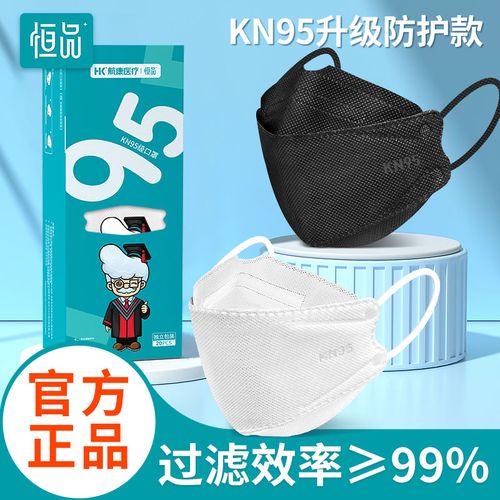 恒品
KN95升级防护款
HK 航康医疗 恒品
95
KN95级口罩
KN95
KN95
独立包装
20PCS
官方
正品
过滤效率≥99%